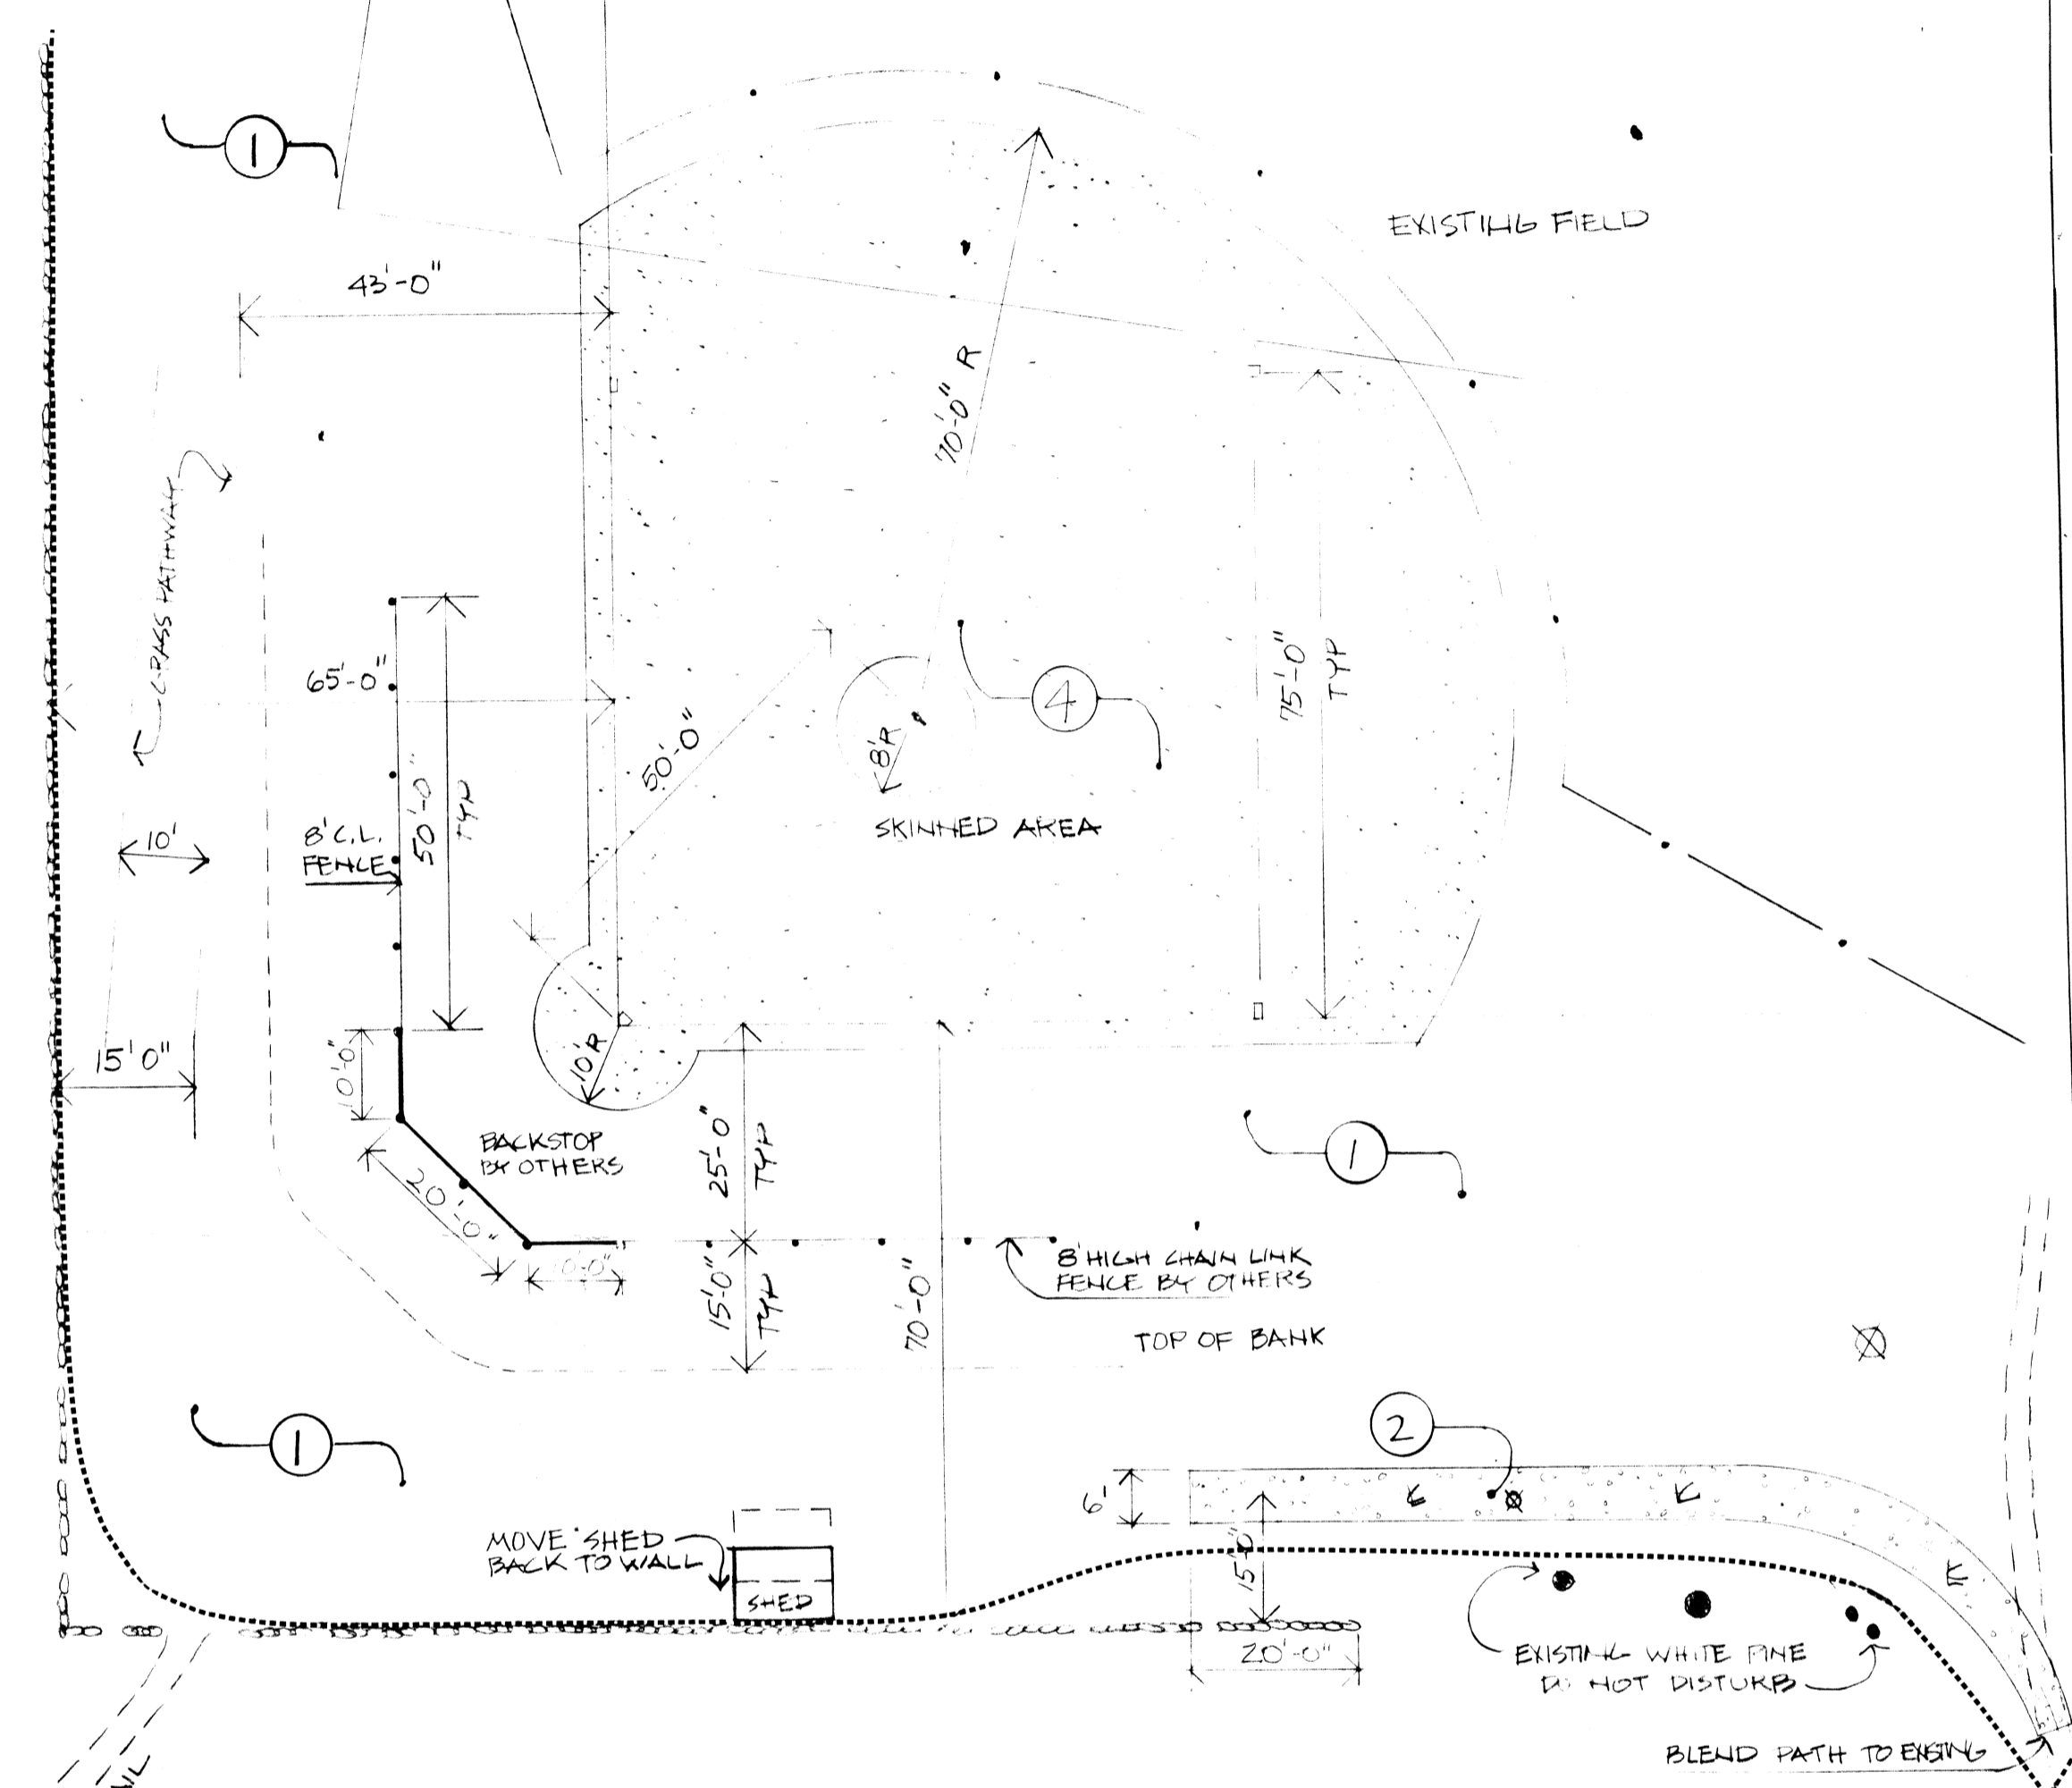 1
EXISTING FIELD
43'-0"
70'-0" R
GRASS PATHWAY
65'-0"
50'-0"
TYP
50'-0"
8'R
4
75'-0"
TYP
8' C.L.
FENCE
10'
SKINNED AREA
15'0"
10'-0"
10'R
BACKSTOP
BY OTHERS
20'-0"
10'-0"
25'-0"
TYP
15'-0"
TYP
70'-0"
1
8' HIGH CHAIN LINK
FENCE BY OTHERS
TOP OF BANK
1
2
6'
15'-0"
MOVE SHED
BACK TO WALL
SHED
20'-0"
EXISTING WHITE PINE
DO NOT DISTURB
BLEND PATH TO EXISTING